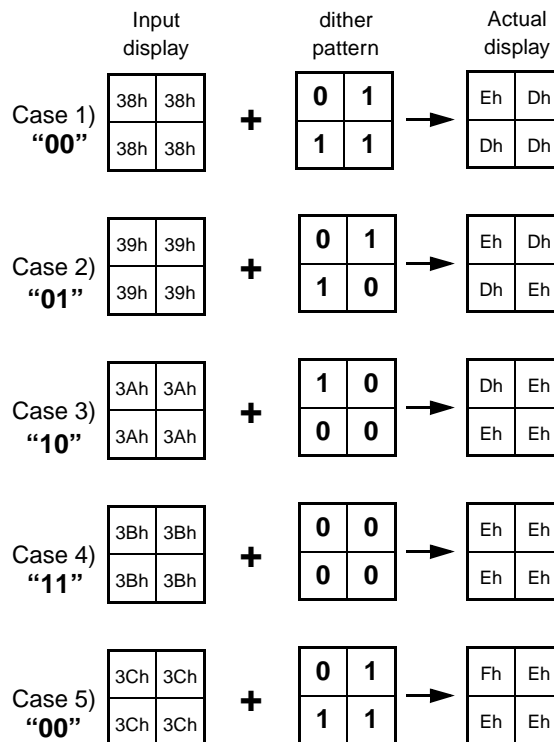 Input display
dither pattern
Actual display
Case 1) “00”
38h 38h
38h 38h
+
0 1
1 1
Eh Dh
Dh Dh
Case 2) “01”
39h 39h
39h 39h
+
0 1
1 0
Eh Dh
Dh Eh
Case 3) “10”
3Ah 3Ah
3Ah 3Ah
+
1 0
0 0
Dh Eh
Eh Eh
Case 4) “11”
3Bh 3Bh
3Bh 3Bh
+
0 0
0 0
Eh Eh
Eh Eh
Case 5) “00”
3Ch 3Ch
3Ch 3Ch
+
0 1
1 1
Fh Eh
Eh Eh